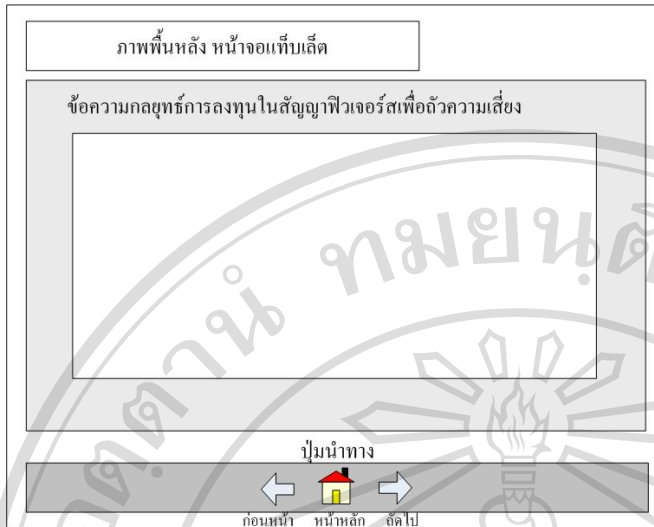 ภาพพื้นหลัง หน้าจอแท็บเล็ต
ข้อความกลยุทธ์การลงทุนในสัญญาฟิวเจอร์สเพื่อถัวความเสี่ยง
ปุ่มนำทาง
ก่อนหน้า หน้าหลัก ถัดไป